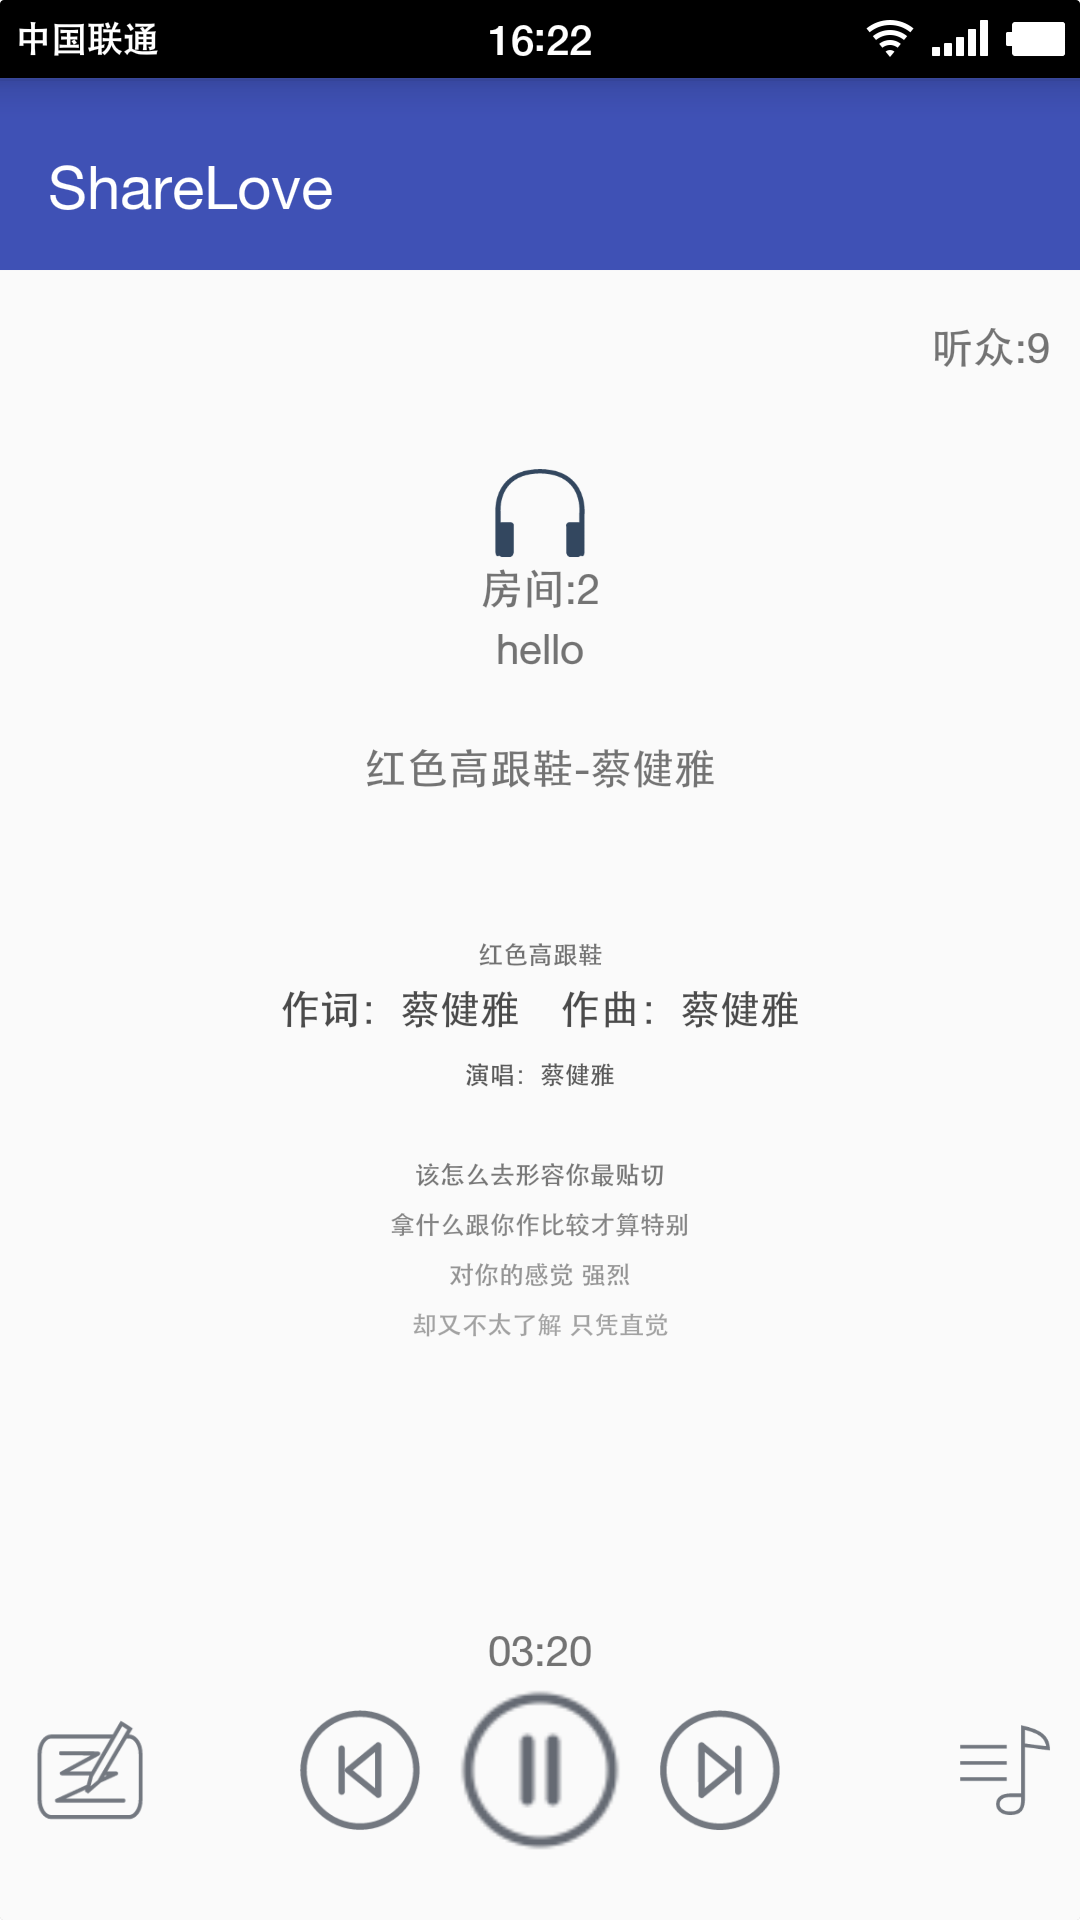 中国联通 16:22
ShareLove
听众:9
房间:2
hello
红色高跟鞋-蔡健雅
红色高跟鞋
作词：蔡健雅　作曲：蔡健雅
演唱：蔡健雅
该怎么去形容你最贴切
拿什么跟你作比较才算特别
对你的感觉 强烈
却又不太了解 只凭直觉
03:20